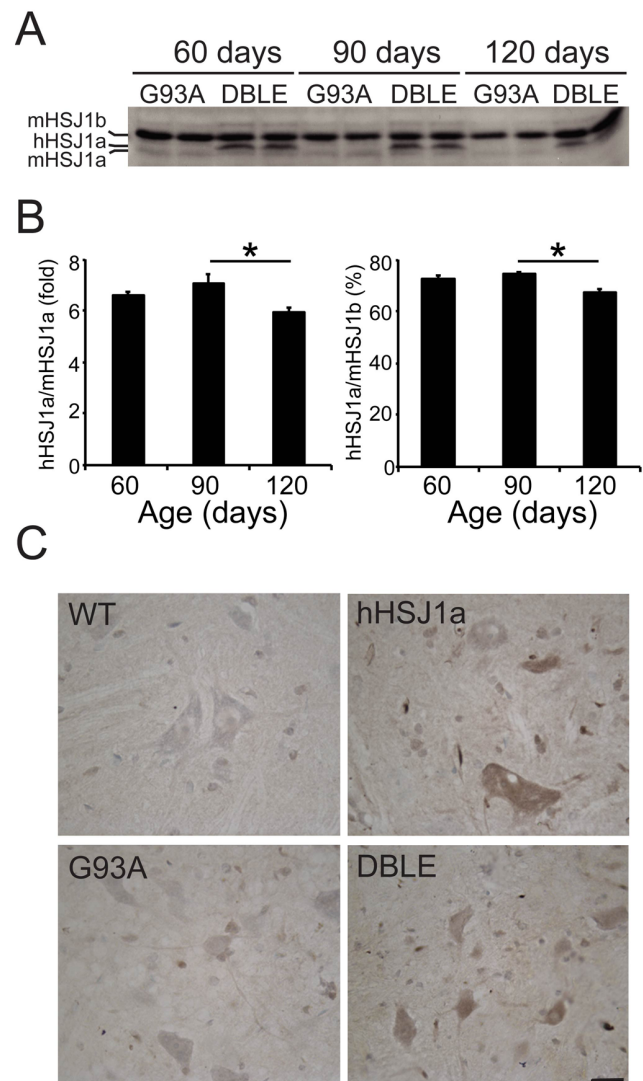 A
60 days 90 days 120 days
G93A DBLE G93A DBLE G93A DBLE
mHSJ1b
hHSJ1a
mHSJ1a
B
hHSJ1a/mHSJ1a (fold)
8
6
4
2
0
*
60 90 120
Age (days)
hHSJ1a/mHSJ1b (%)
80
60
40
20
0
*
60 90 120
Age (days)
C
WT
hHSJ1a
G93A
DBLE